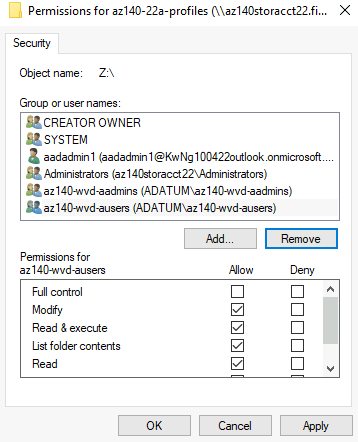 Permissions for az140-22a-profiles (\\az140storacct22.fi...
Security
Object name: Z:\
Group or user names:
CREATOR OWNER
SYSTEM
aadadmin1 (aadadmin1@KwNg100422outlook.onmicrosoft....
Administrators (az140storacct22\Administrators)
az140-wvd-aadmins (ADATUM\az140-wvd-aadmins)
az140-wvd-ausers (ADATUM\az140-wvd-ausers)
Add... Remove
Permissions for
az140-wvd-ausers Allow Deny
Full control
Modify
Read & execute
List folder contents
Read
OK Cancel Apply